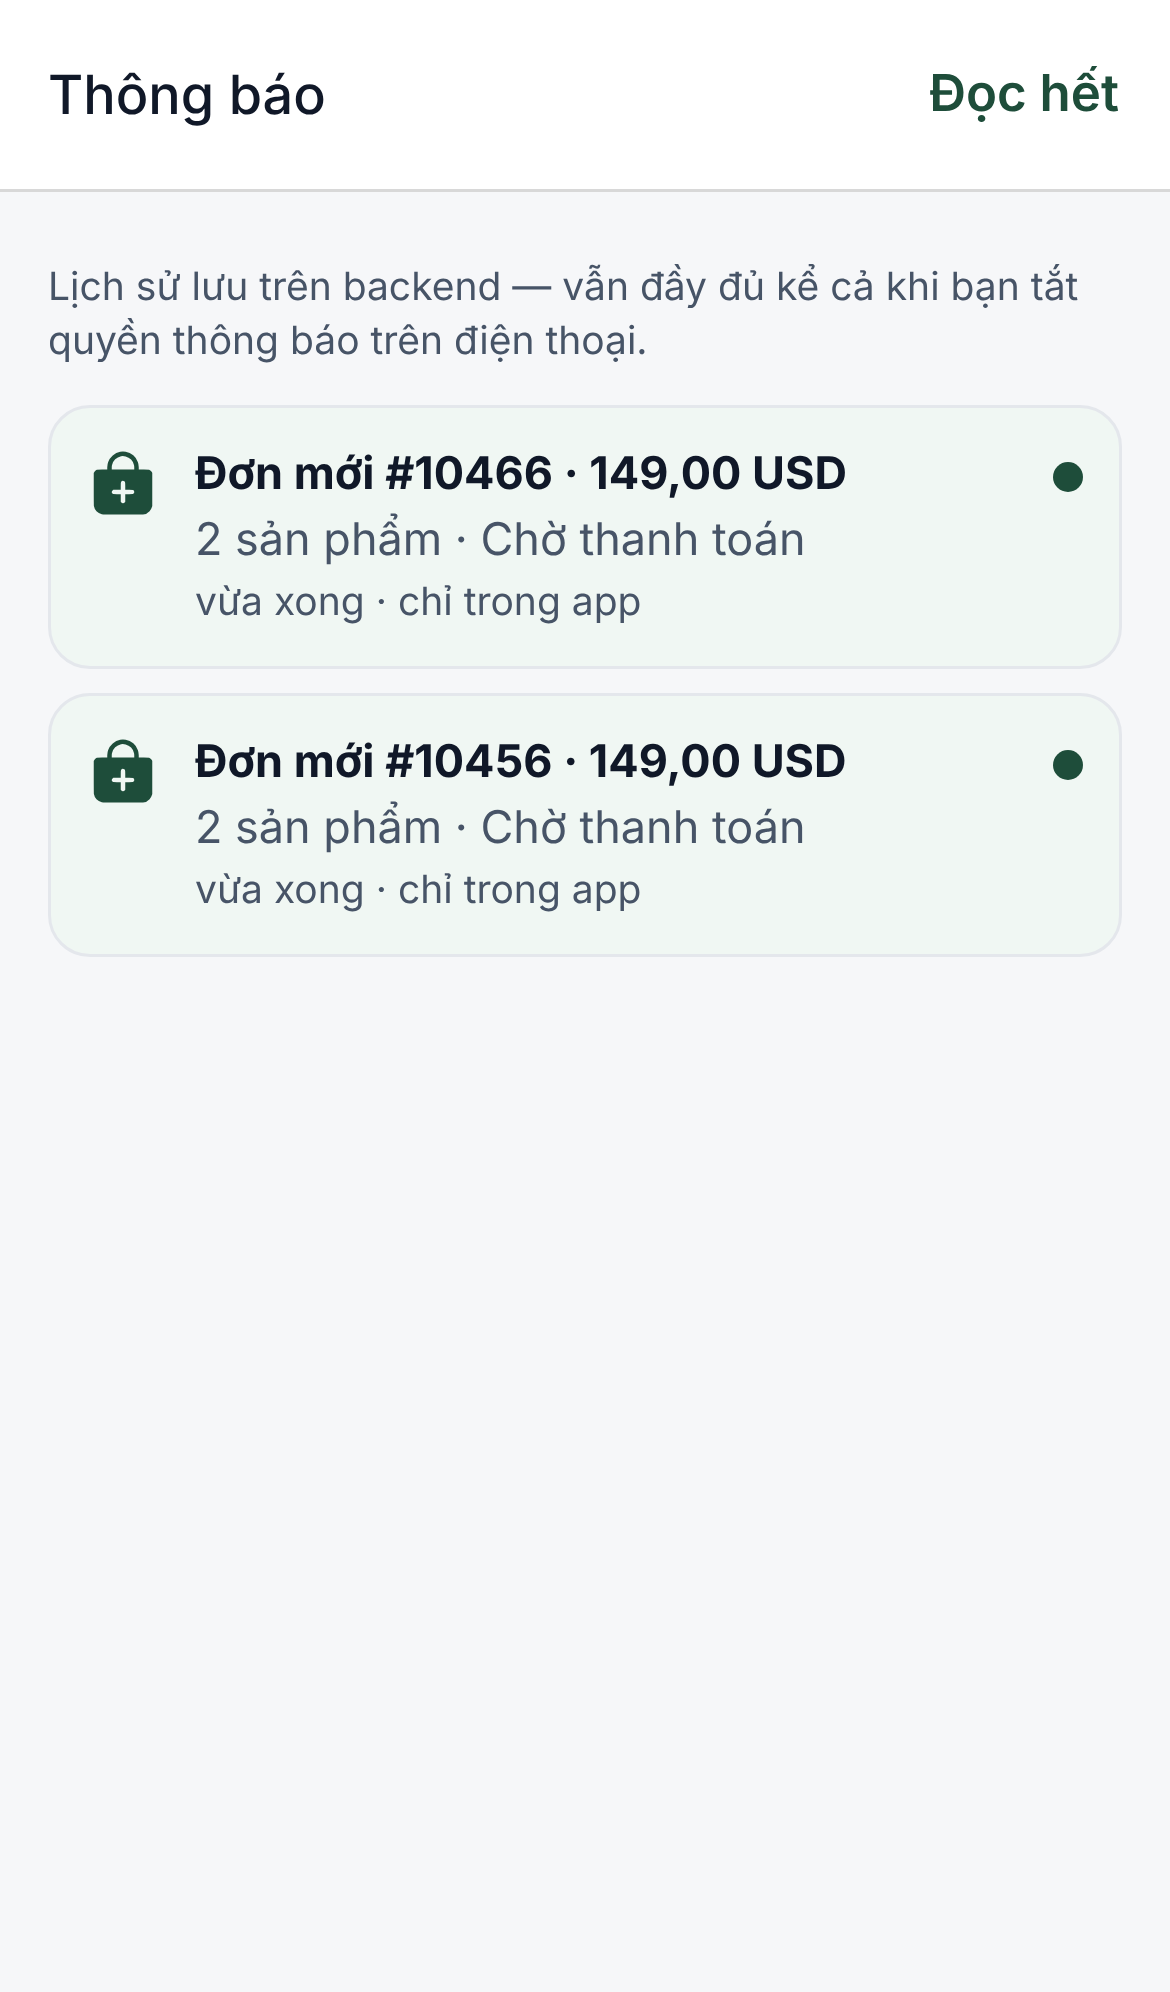 Thông báo
Đọc hết
Lịch sử lưu trên backend — vẫn đầy đủ kể cả khi bạn tắt
quyền thông báo trên điện thoại.
Đơn mới #10466 · 149,00 USD
2 sản phẩm · Chờ thanh toán
vừa xong · chỉ trong app
Đơn mới #10456 · 149,00 USD
2 sản phẩm · Chờ thanh toán
vừa xong · chỉ trong app